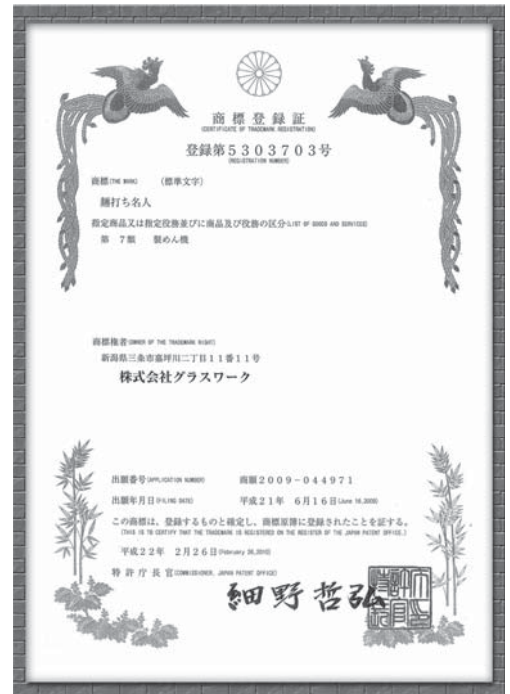 商標登録証
(CERTIFICATE OF TRADEMARK REGISTRATION)
登録第5303703号
(REGISTRATION NUMBER)
商標(THE MARK) (標準文字)
麺打ち名人
指定商品又は指定役務並びに商品及び役務の区分(LIST OF GOODS AND SERVICES)
第 7類 製めん機
商標権者(OWNER OF THE TRADEMARK RIGHT)
新潟県三条市嘉坪川二丁目11番11号
株式会社グラスワーク
出願番号(APPLICATION NUMBER) 商願2009-044971
出願年月日(FILING DATE) 平成21年 6月16日(June 16,2009)
この商標は、登録するものと確定し、商標原簿に登録されたことを証する。
(THIS IS TO CERTIFY THAT THE TRADEMARK IS REGISTERED ON THE REGISTER OF THE JAPAN PATENT OFFICE.)
平成22年 2月26日(February 26,2010)
特許庁長官(COMMISSIONER, JAPAN PATENT OFFICE)
細野哲弘